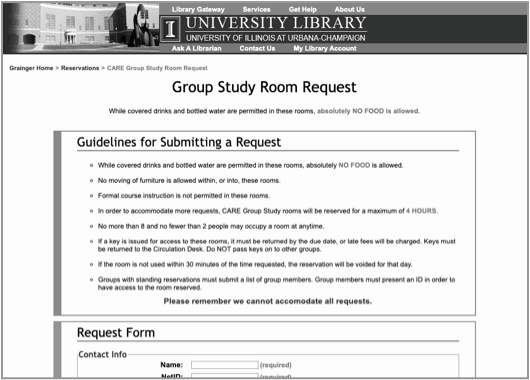 Library Gateway Services Get Help About Us
I UNIVERSITY LIBRARY
UNIVERSITY OF ILLINOIS AT URBANA-CHAMPAIGN
Ask A Librarian Contact Us My Library Account
Grainger Home > Reservations > CARE Group Study Room Request
Group Study Room Request
While covered drinks and bottled water are permitted in these rooms, absolutely NO FOOD is allowed.
Guidelines for Submitting a Request
While covered drinks and bottled water are permitted in these rooms, absolutely NO FOOD is allowed.
No moving of furniture is allowed within, or into, these rooms.
Formal course instruction is not permitted in these rooms.
In order to accommodate more requests, CARE Group Study rooms will be reserved for a maximum of 4 HOURS.
No more than 8 and no fewer than 2 people may occupy a room at anytime.
If a key is issued for access to these rooms, it must be returned by the due date, or late fees will be charged. Keys must
be returned to the Circulation Desk. Do NOT pass keys on to other groups.
If the room is not used within 30 minutes of the time requested, the reservation will be voided for that day.
Groups with standing reservations must submit a list of group members. Group members must present an ID in order to
have access to the room reserved.
Please remember we cannot accomodate all requests.
Request Form
Contact Info
Name: (required)
NetID: (required)